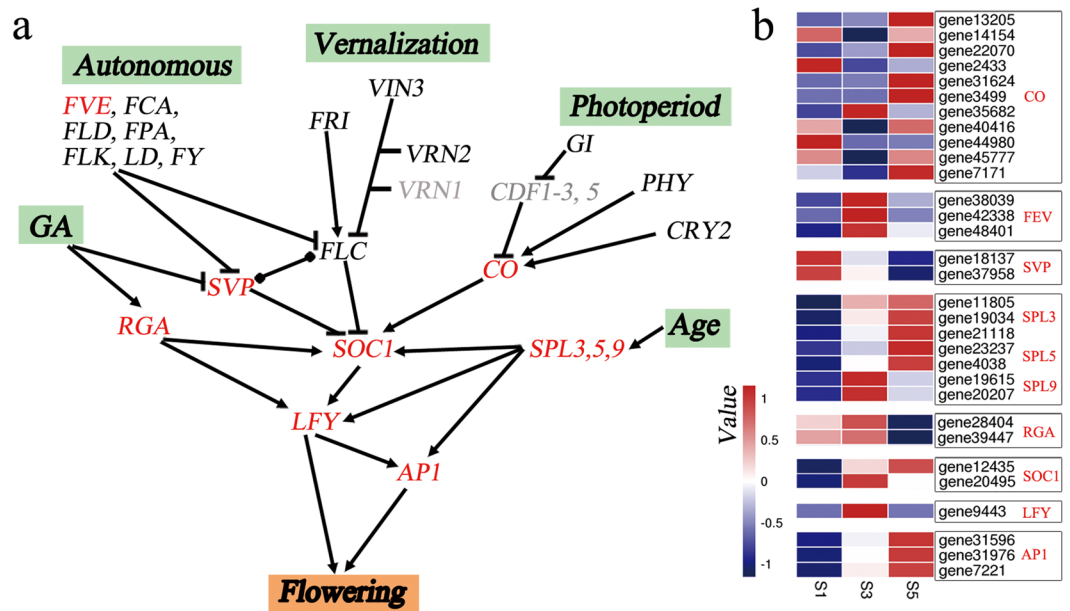 a
Vernalization
Autonomous
FVE, FCA,
FLD, FPA,
FLK, LD, FY
VIN3
FRI
VRN2
VRN1
Photoperiod
GI
CDF1-3, 5
PHY
CRY2
GA
FLC
SVP
CO
RGA
SOC1
SPL3,5,9
Age
LFY
AP1
Flowering
b
gene13205
gene14154
gene22070
gene2433
gene31624
gene3499
CO
gene35682
gene40416
gene44980
gene45777
gene7171
gene38039
gene42338
FEV
gene48401
gene18137
SVP
gene37958
gene11805
gene19034
SPL3
gene21118
gene23237
SPL5
gene4038
gene19615
SPL9
gene20207
gene28404
RGA
gene39447
gene12435
SOC1
gene20495
gene9443
LFY
gene31596
gene31976
AP1
gene7221
Value
1
0.5
0
-0.5
-1
S1
S3
S5